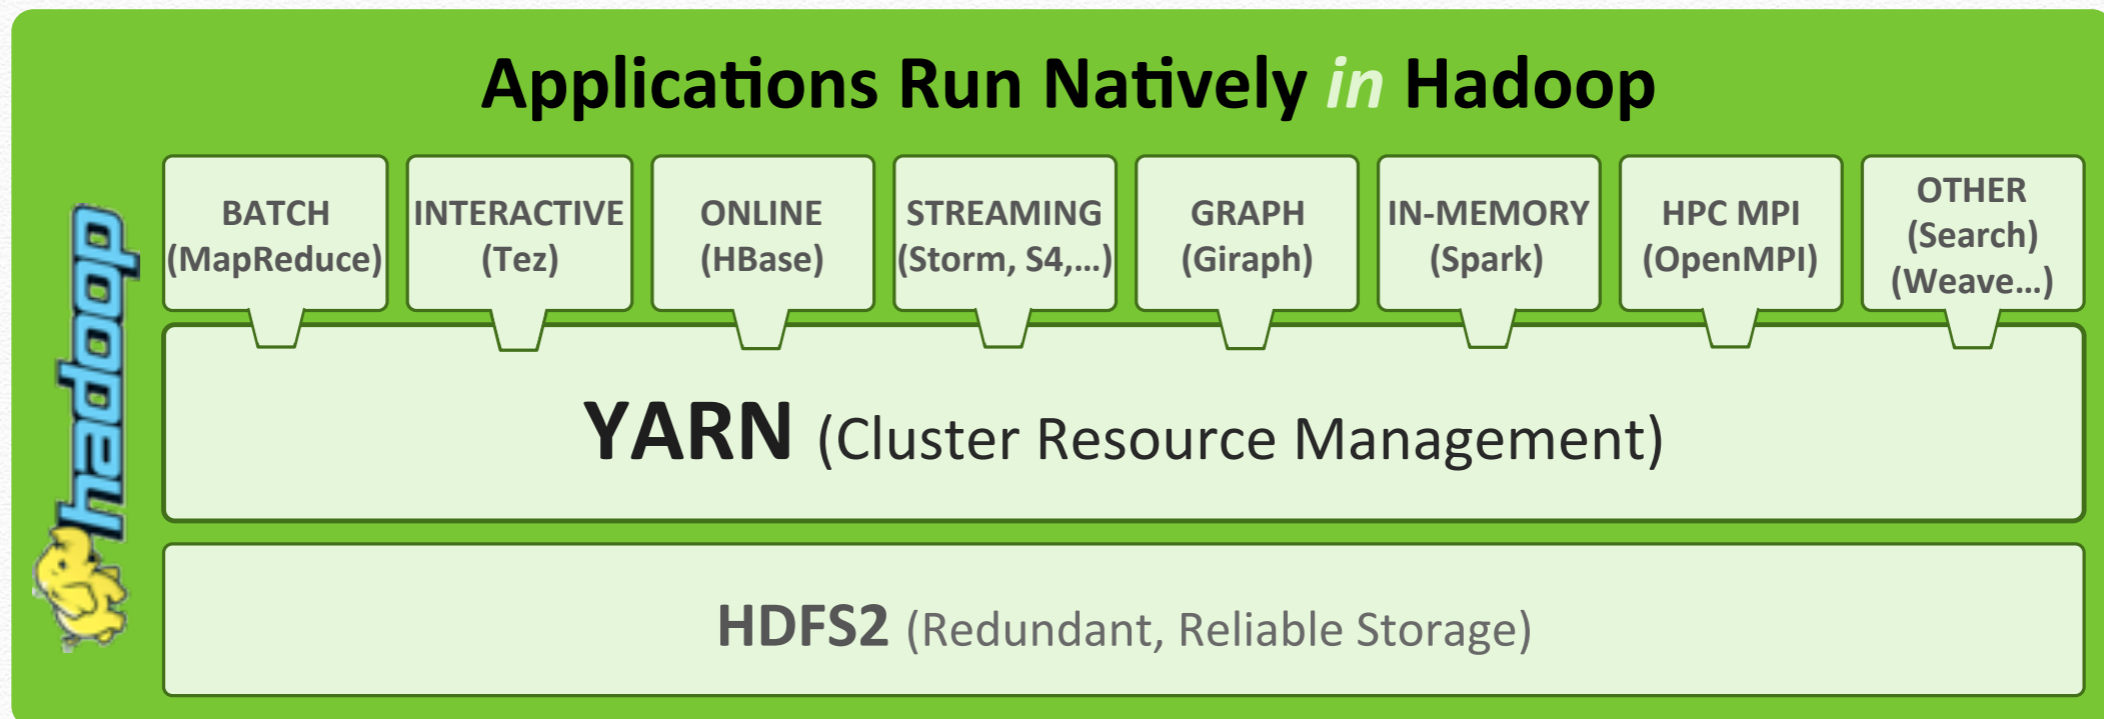 Applications Run Natively in Hadoop
BATCH
(MapReduce)
INTERACTIVE
(Tez)
ONLINE
(HBase)
STREAMING
(Storm, S4,...)
GRAPH
(Giraph)
IN-MEMORY
(Spark)
HPC MPI
(OpenMPI)
OTHER
(Search)
(Weave...)
hadoop
YARN (Cluster Resource Management)
HDFS2 (Redundant, Reliable Storage)